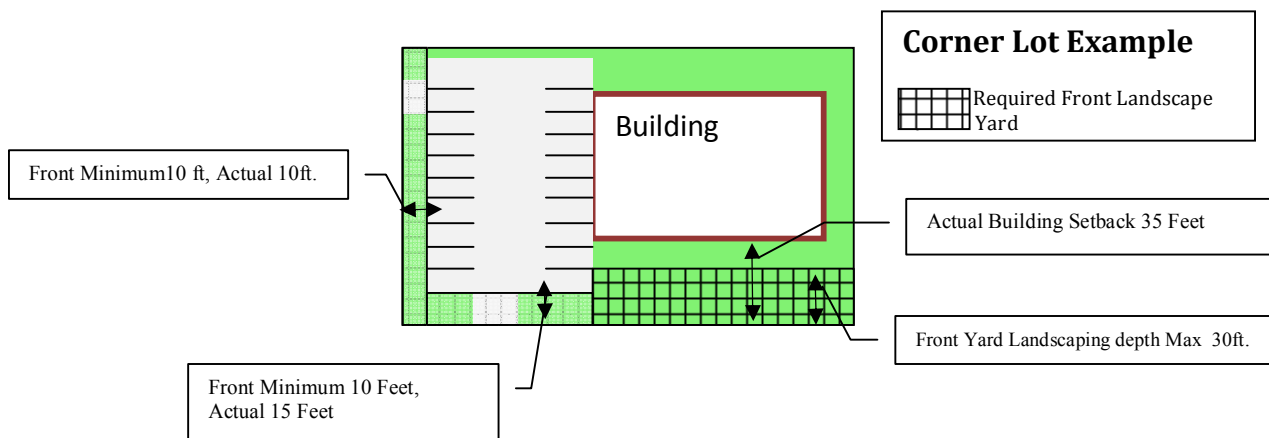 Corner Lot Example
Required Front Landscape
Yard
Building
Front Minimum10 ft, Actual 10ft.
Actual Building Setback 35 Feet
Front Yard Landscaping depth Max 30ft.
Front Minimum 10 Feet,
Actual 15 Feet